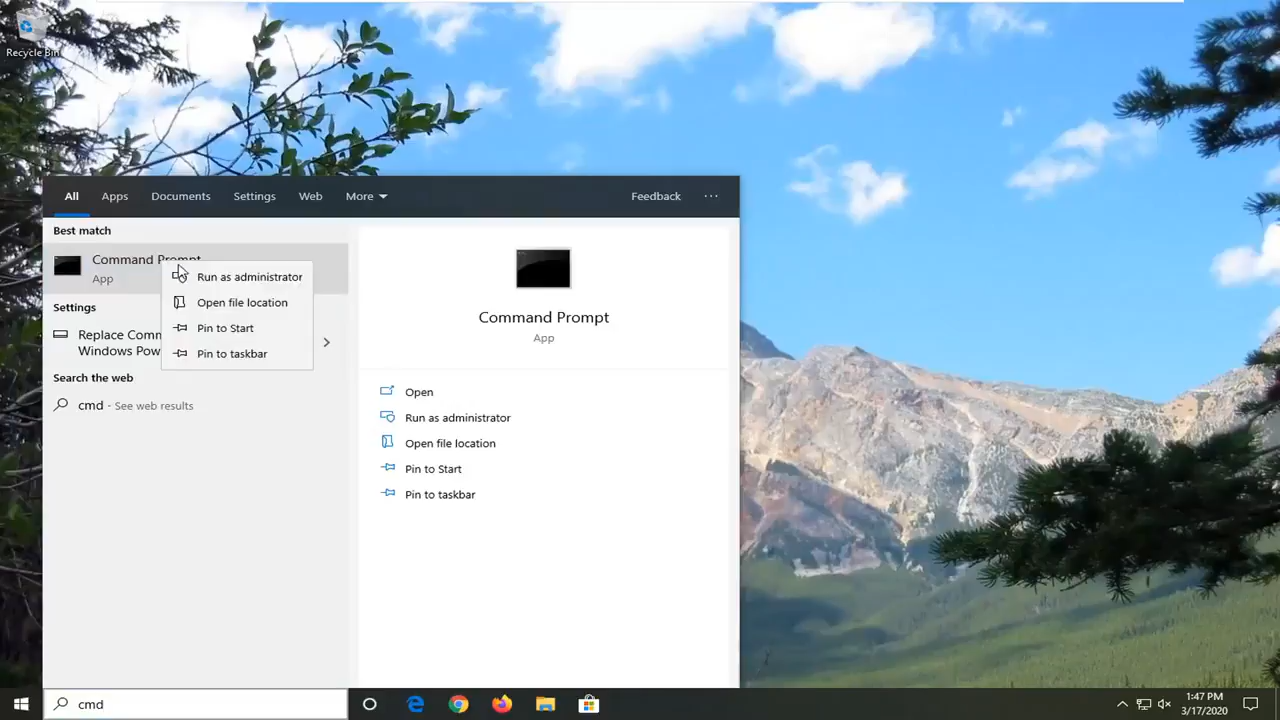 Recycle Bin
All Apps Documents Settings Web More Feedback ...
Best match
Command Prompt
App
Run as administrator
Open file location
Pin to Start
Pin to taskbar
Settings
Replace Comm
Windows Pow
Search the web
cmd - See web results
Command Prompt
App
Open
Run as administrator
Open file location
Pin to Start
Pin to taskbar
cmd
1:47 PM
3/17/2020